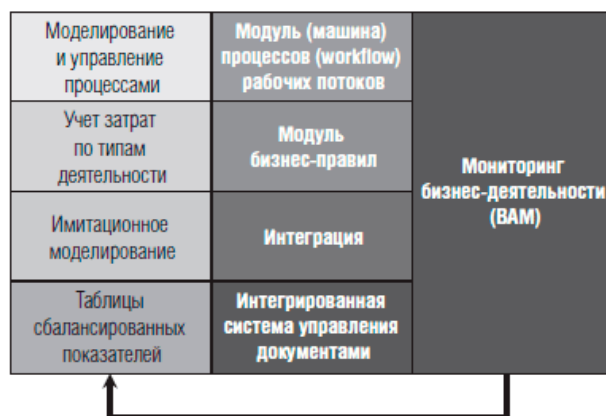 Моделирование
и управление
процессами
Модуль (машина)
процессов (workflow)
рабочих потоков
Учет затрат
по типам
деятельности
Модуль
бизнес-правил
Имитационное
моделирование
Интеграция
Таблицы
сбалансированных
показателей
Интегрированная
система управления
документами
Мониторинг
бизнес-деятельности
(BAM)